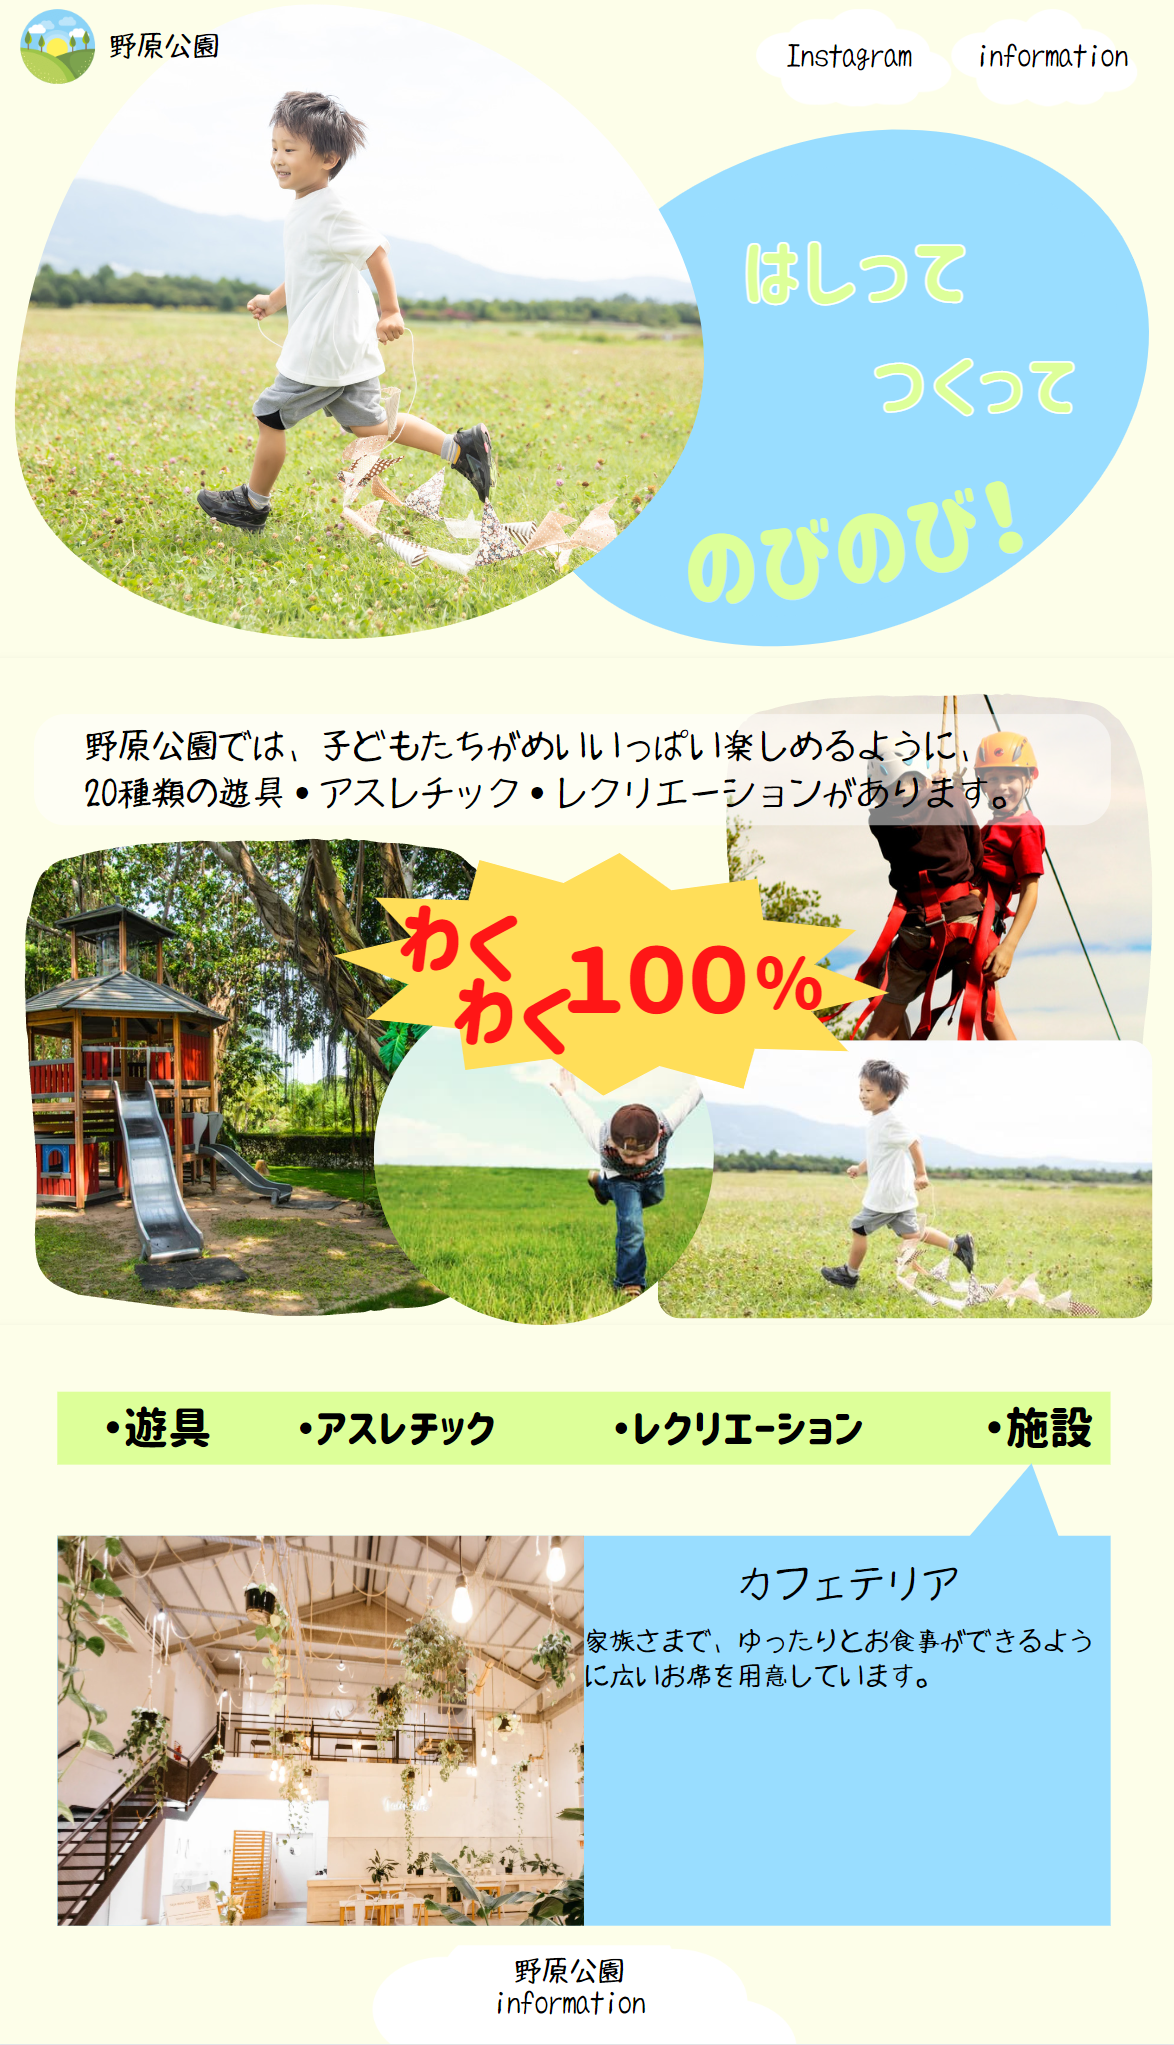 野原公園
Instagram
information
はしって
つくって
のびのび!
野原公園では、子どもたちがめいいっぱい楽しめるように、
20種類の遊具•アスレチック•レクリエーションがあります。
わく
わく
100%
•遊具
•アスレチック
•レクリエーション
•施設
カフェテリア
家族さまで、ゆったりとお食事ができるよう
に広いお席を用意しています。
野原公園
information